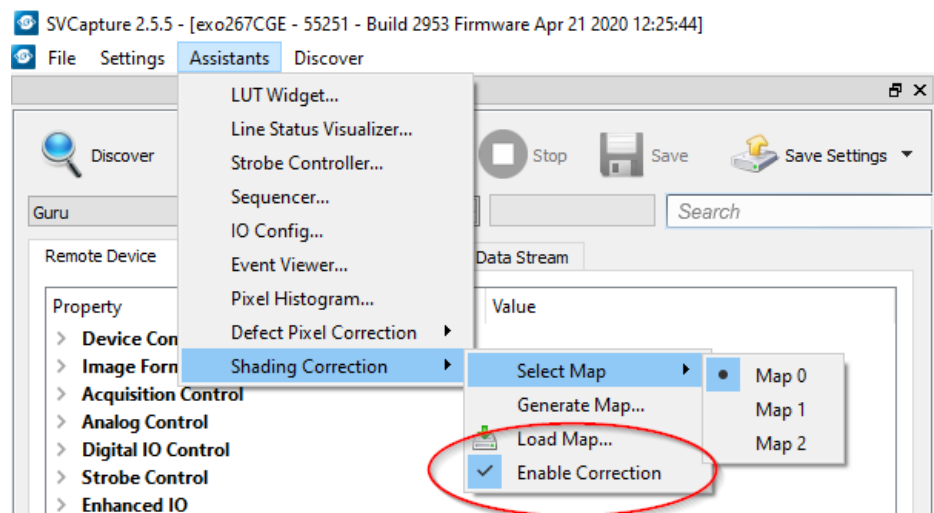 SVCapture 2.5.5 - [exo267CGE - 55251 - Build 2953 Firmware Apr 21 2020 12:25:44]
File Settings Assistants Discover
LUT Widget...
Line Status Visualizer...
Strobe Controller...
Sequencer...
IO Config...
Event Viewer...
Pixel Histogram...
Defect Pixel Correction
Shading Correction
Discover
Stop Save Save Settings
Guru
Search
Remote Device
Data Stream
Property Value
Device Con
Image Form
Acquisition Control
Analog Control
Digital IO Control
Strobe Control
Enhanced IO
Select Map
Generate Map...
Load Map...
Enable Correction
Map 0
Map 1
Map 2